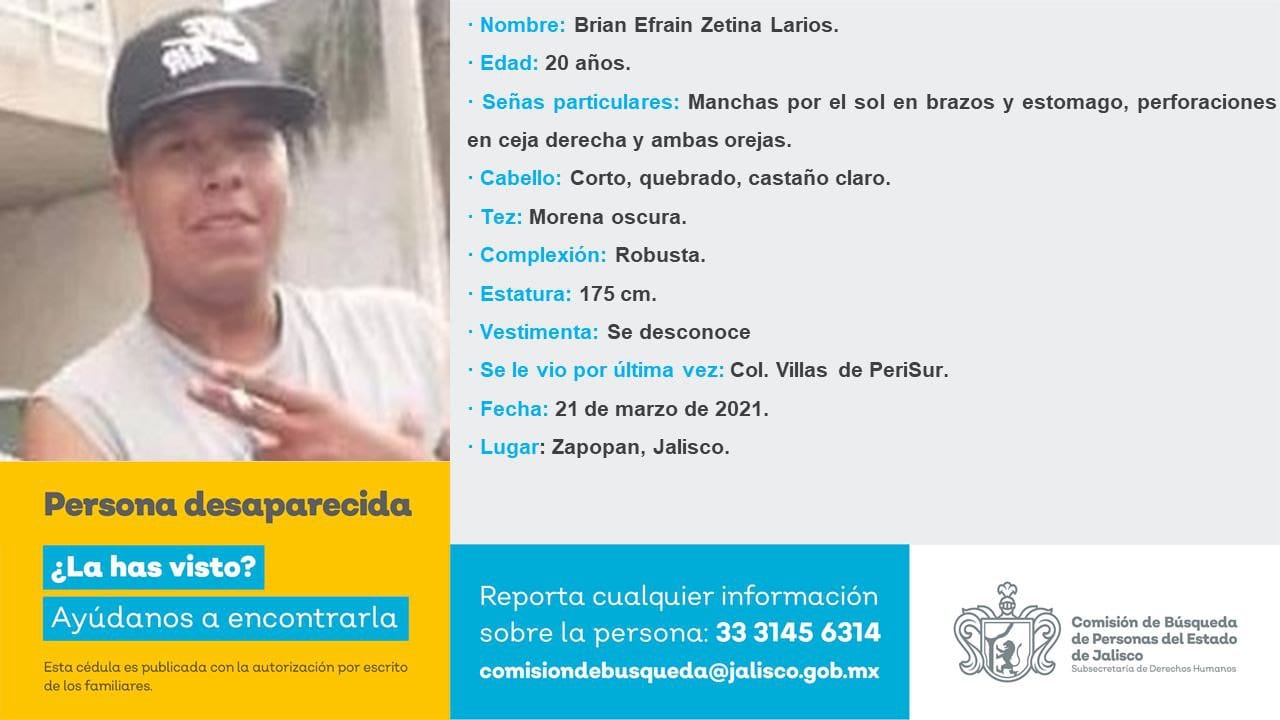 · Nombre: Brian Efrain Zetina Larios.
· Edad: 20 años.
· Señas particulares: Manchas por el sol en brazos y estomago, perforaciones
en ceja derecha y ambas orejas.
· Cabello: Corto, quebrado, castaño claro.
· Tez: Morena oscura.
· Complexión: Robusta.
· Estatura: 175 cm.
· Vestimenta: Se desconoce
· Se le vio por última vez: Col. Villas de PeriSur.
· Fecha: 21 de marzo de 2021.
· Lugar: Zapopan, Jalisco.
Persona desaparecida
¿La has visto?
Ayúdanos a encontrarla
Esta cédula es publicada con la autorización por escrito
de los familiares.
Reporta cualquier información
sobre la persona: 33 3145 6314
comisiondebusqueda@jalisco.gob.mx
Comisión de Búsqueda
de Personas del Estado
de Jalisco
Subsecretaría de Derechos Humanos